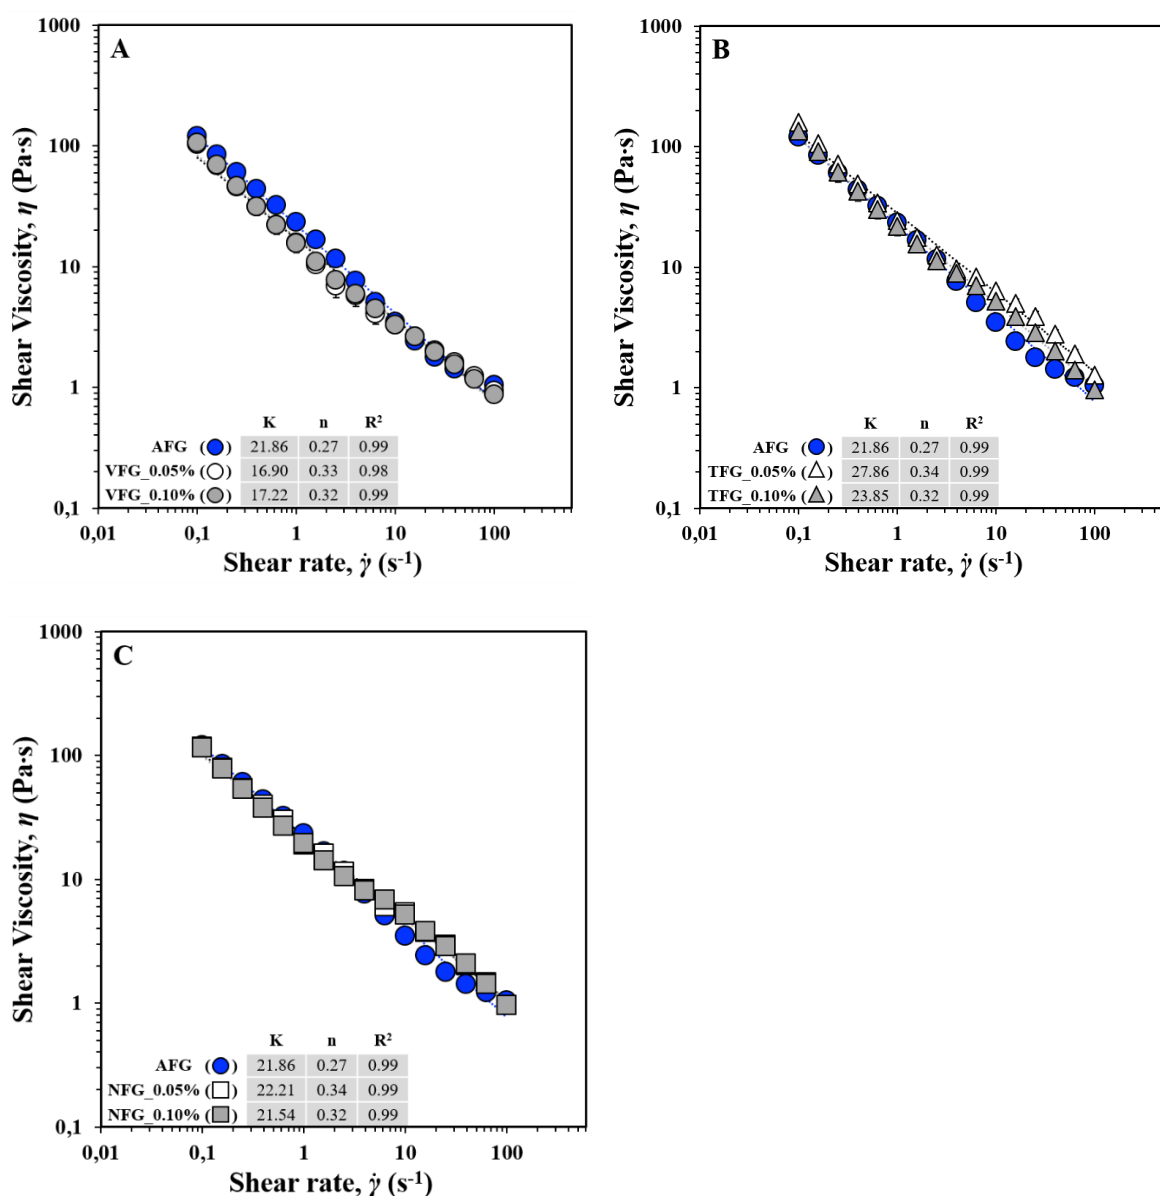 A
1000
100
10
1
0,1
Shear Viscosity, η (Pa·s)
K n R²
AFG ( ) 21.86 0.27 0.99
VFG_0.05% ( ) 16.90 0.33 0.98
VFG_0.10% ( ) 17.22 0.32 0.99
0,01 0,1 1 10 100
Shear rate, γ̇ (s⁻¹)
B
1000
100
10
1
0,1
Shear Viscosity, η (Pa·s)
K n R²
AFG ( ) 21.86 0.27 0.99
TFG_0.05% ( ) 27.86 0.34 0.99
TFG_0.10% ( ) 23.85 0.32 0.99
0,01 0,1 1 10 100
Shear rate, γ̇ (s⁻¹)
C
1000
100
10
1
0,1
Shear Viscosity, η (Pa·s)
K n R²
AFG ( ) 21.86 0.27 0.99
NFG_0.05% ( ) 22.21 0.34 0.99
NFG_0.10% ( ) 21.54 0.32 0.99
0,01 0,1 1 10 100
Shear rate, γ̇ (s⁻¹)